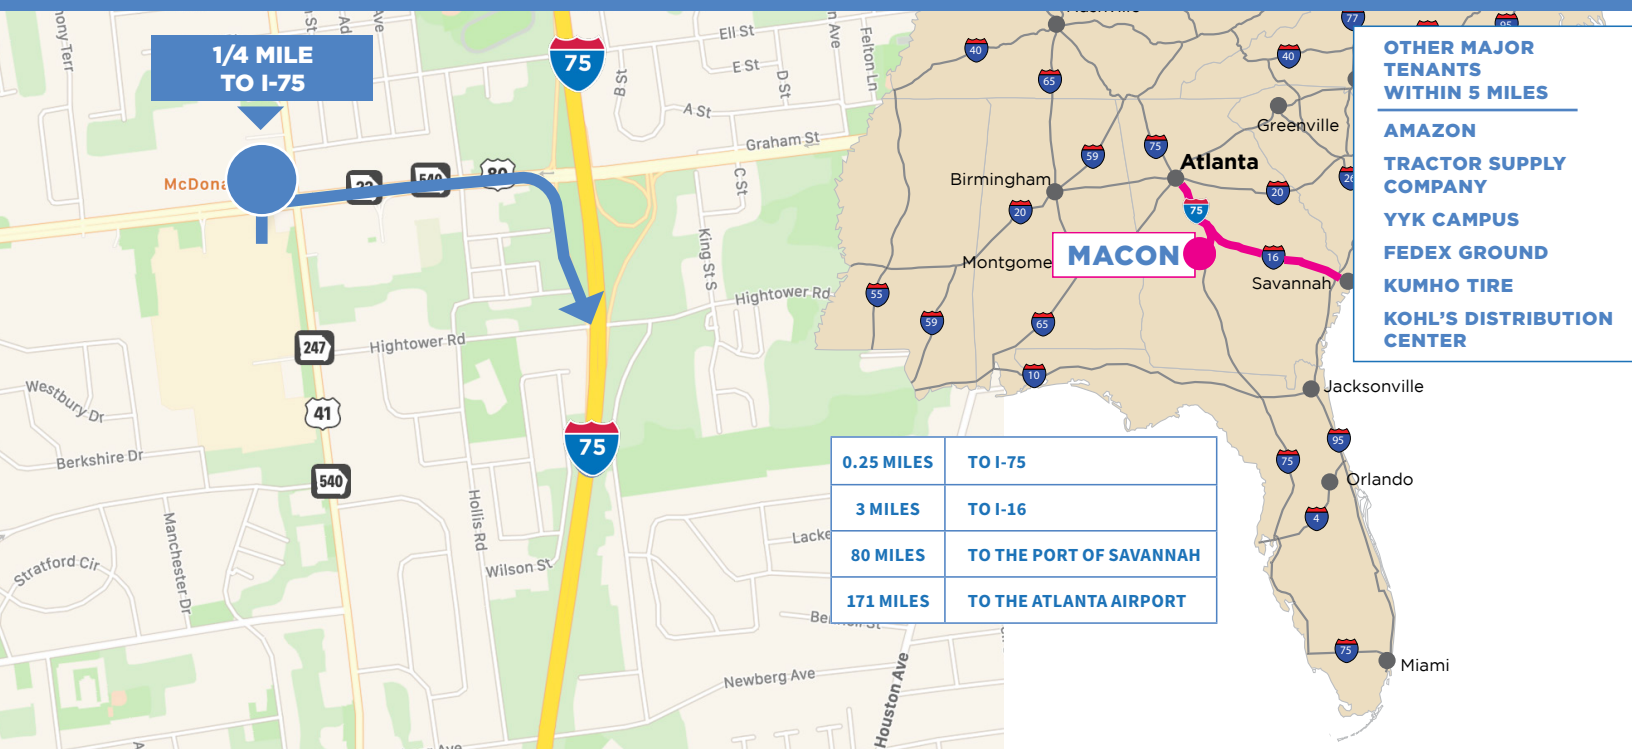 1/4 MILE
TO I-75
75
Ell St
E St
D St
B St
A St
Felton Ln
Graham St
C St
King St S
Hightower Rd
Hightower Rd
247
41
540
Westbury Dr
Berkshire Dr
Manchester Dr
Stratford Cir
Hollis Rd
Wilson St
75
Newberg Ave
Houston Ave
40
65
77
40
Greenville
59
75
Atlanta
Birmingham
20
20
75
MACON
16
Savannah
55
59
65
10
Jacksonville
95
75
Orlando
4
75
Miami
0.25 MILES TO I-75
3 MILES TO I-16
80 MILES TO THE PORT OF SAVANNAH
171 MILES TO THE ATLANTA AIRPORT
OTHER MAJOR
TENANTS
WITHIN 5 MILES
AMAZON
TRACTOR SUPPLY
COMPANY
YYK CAMPUS
FEDEX GROUND
KUMHO TIRE
KOHL'S DISTRIBUTION
CENTER